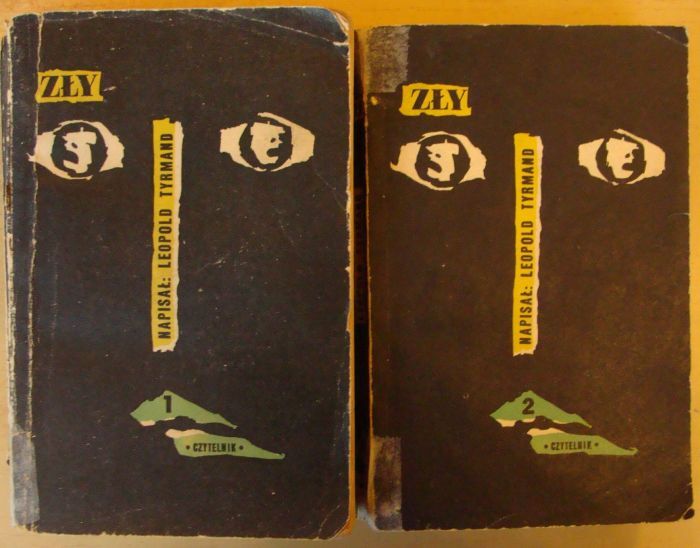 ZŁY
S E
NAPISAŁ: LEOPOLD TYRMAND
1
• CZYTELNIK •
ZŁY
S E
NAPISAŁ: LEOPOLD TYRMAND
2
• CZYTELNIK •